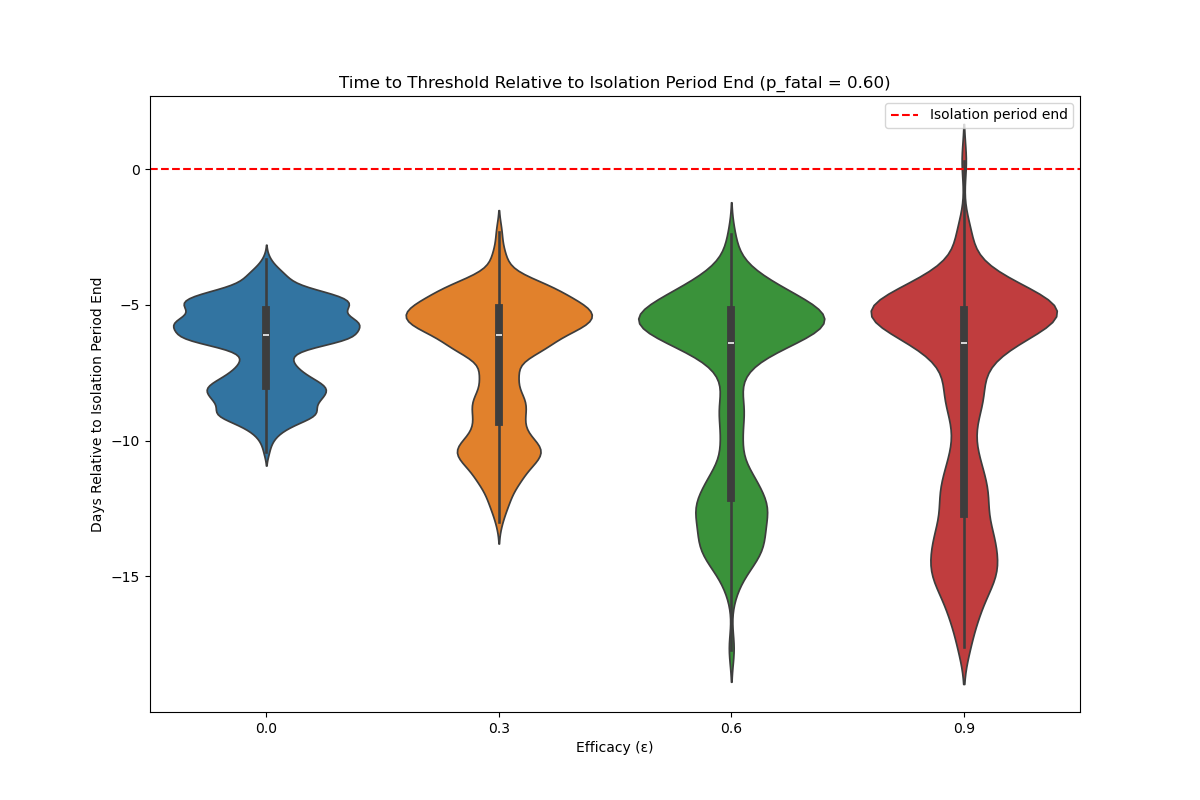 Time to Threshold Relative to Isolation Period End (p_fatal = 0.60)
Isolation period end
0
−5
−10
−15
Days Relative to Isolation Period End
0.0 0.3 0.6 0.9
Efficacy (ε)